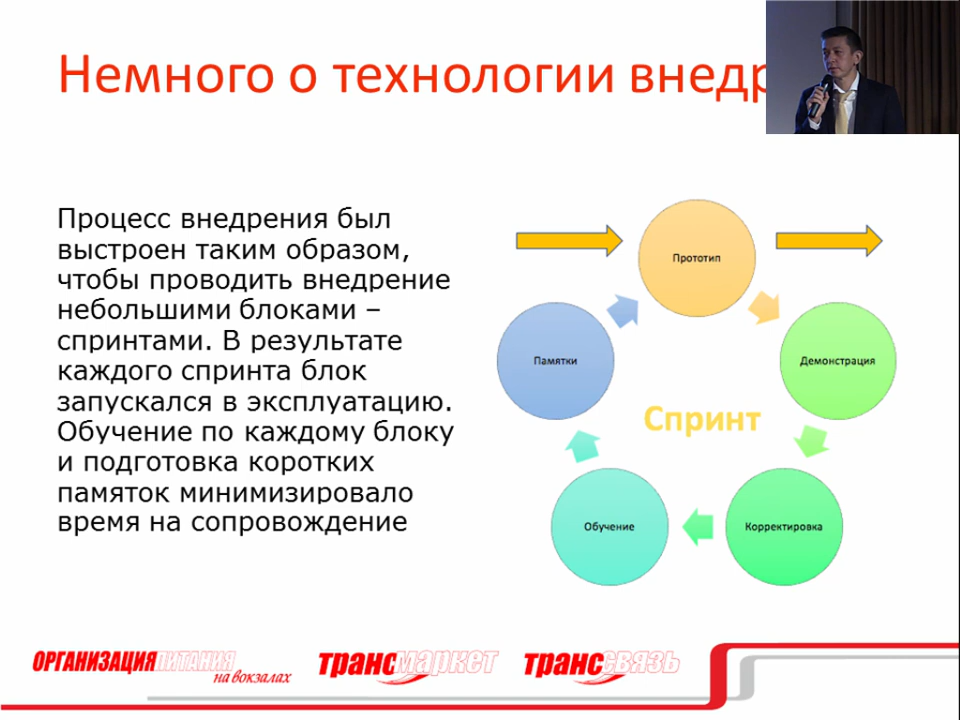 Немного о технологии внедр
Процесс внедрения был
выстроен таким образом,
чтобы проводить внедрение
небольшими блоками –
спринтами. В результате
каждого спринта блок
запускался в эксплуатацию.
Обучение по каждому блоку
и подготовка коротких
памяток минимизировало
время на сопровождение
Прототип
Демонстрация
Корректировка
Обучение
Памятки
Спринт
ОРГАНИЗАЦИЯ ПИТАНИЯ
на вокзалах
ТРАНСМАРКЕТ
ТРАНССВЯЗЬ